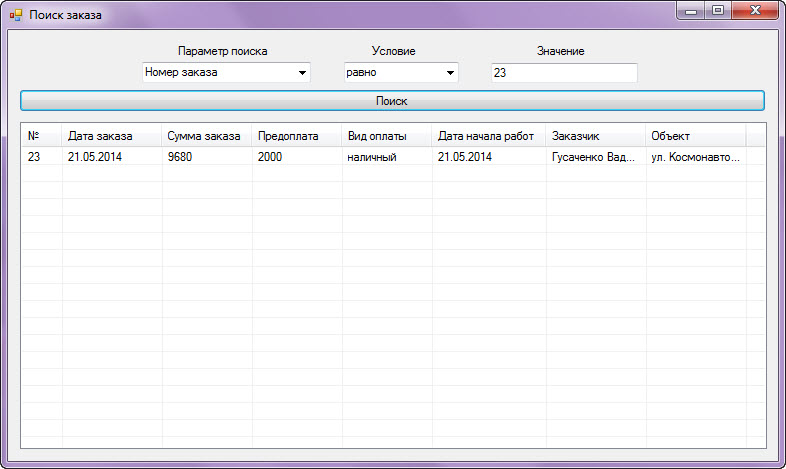 Поиск заказа
Параметр поиска Условие Значение
Номер заказа равно 23
Поиск
№ Дата заказа Сумма заказа Предоплата Вид оплаты Дата начала работ Заказчик Объект
23 21.05.2014 9680 2000 наличный 21.05.2014 Гусаченко Вад... ул. Космонавто...